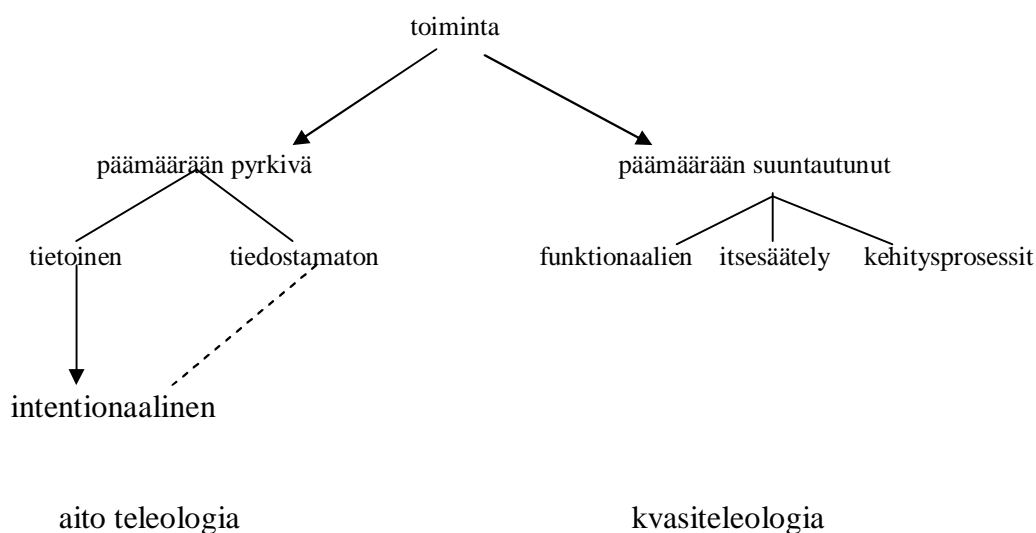 toiminta
päämäärään pyrkivä päämäärään suuntautunut
tietoinen tiedostamaton funktionaalien itsesäätely kehitysprosessit
intentionaalinen
aito teleologia kvasiteleologia